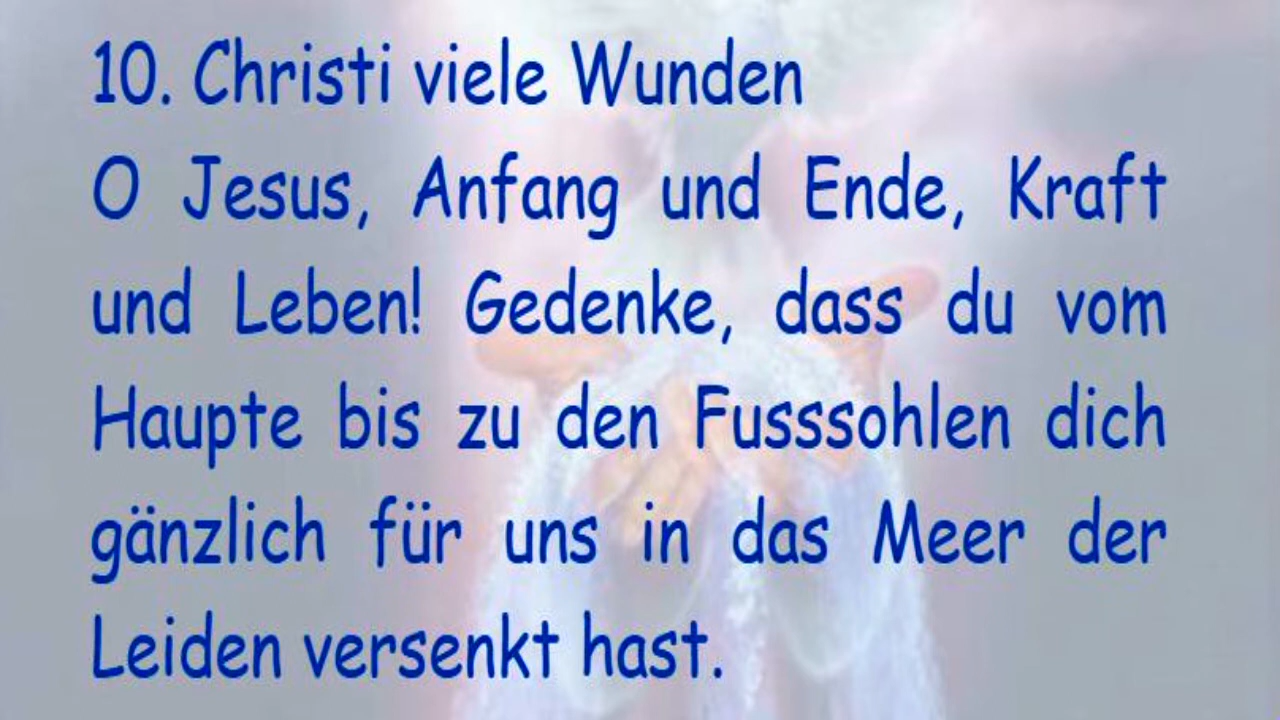 10. Christi viele Wunden
O Jesus, Anfang und Ende, Kraft
und Leben! Gedenke, dass du vom
Haupte bis zu den Fusssohlen dich
gänzlich für uns in das Meer der
Leiden versenkt hast.